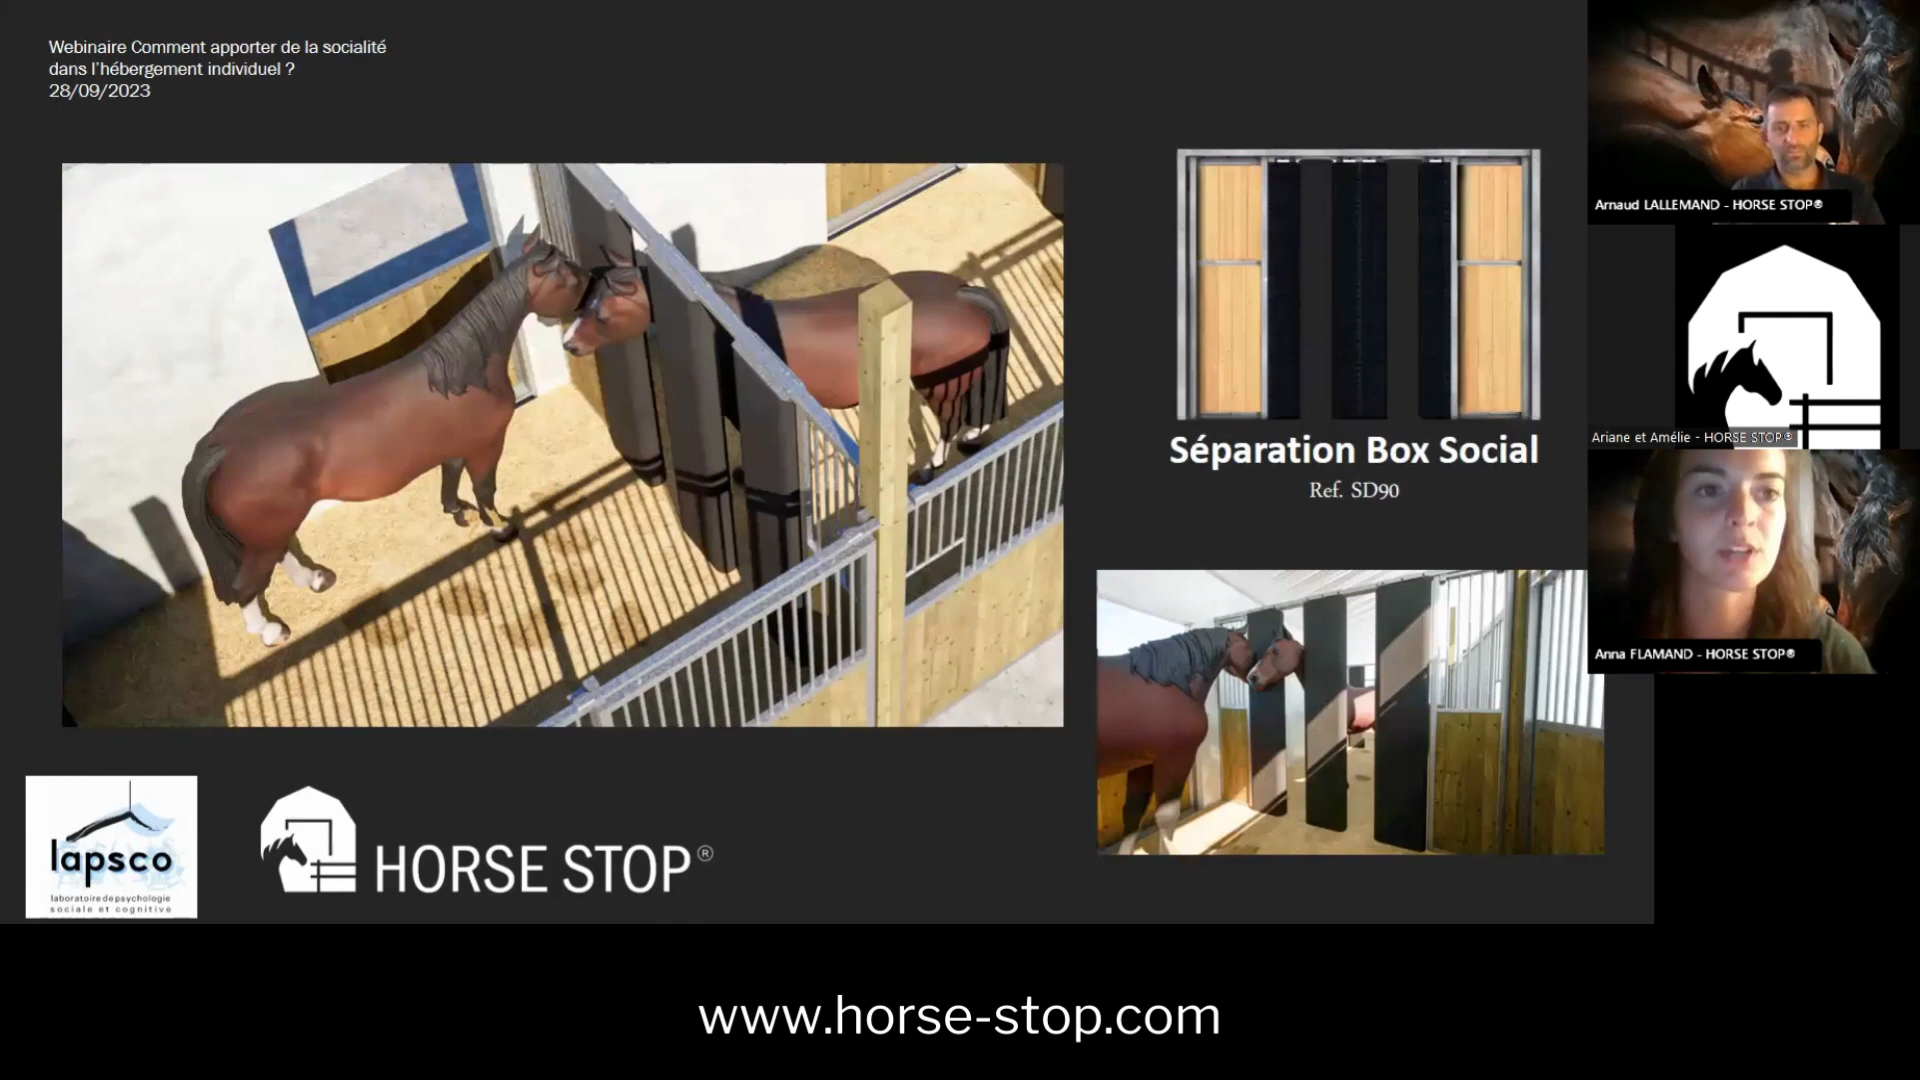 Webinaire Comment apporter de la socialité
dans l'hébergement individuel ?
28/09/2023
Séparation Box Social
Ref. SD90
Arnaud LALLEMAND - HORSE STOP®
Ariane et Amélie - HORSE STOP®
Anna FLAMAND - HORSE STOP®
lapsco
laboratoire de psychologie
sociale et cognitive
HORSE STOP®
www.horse-stop.com